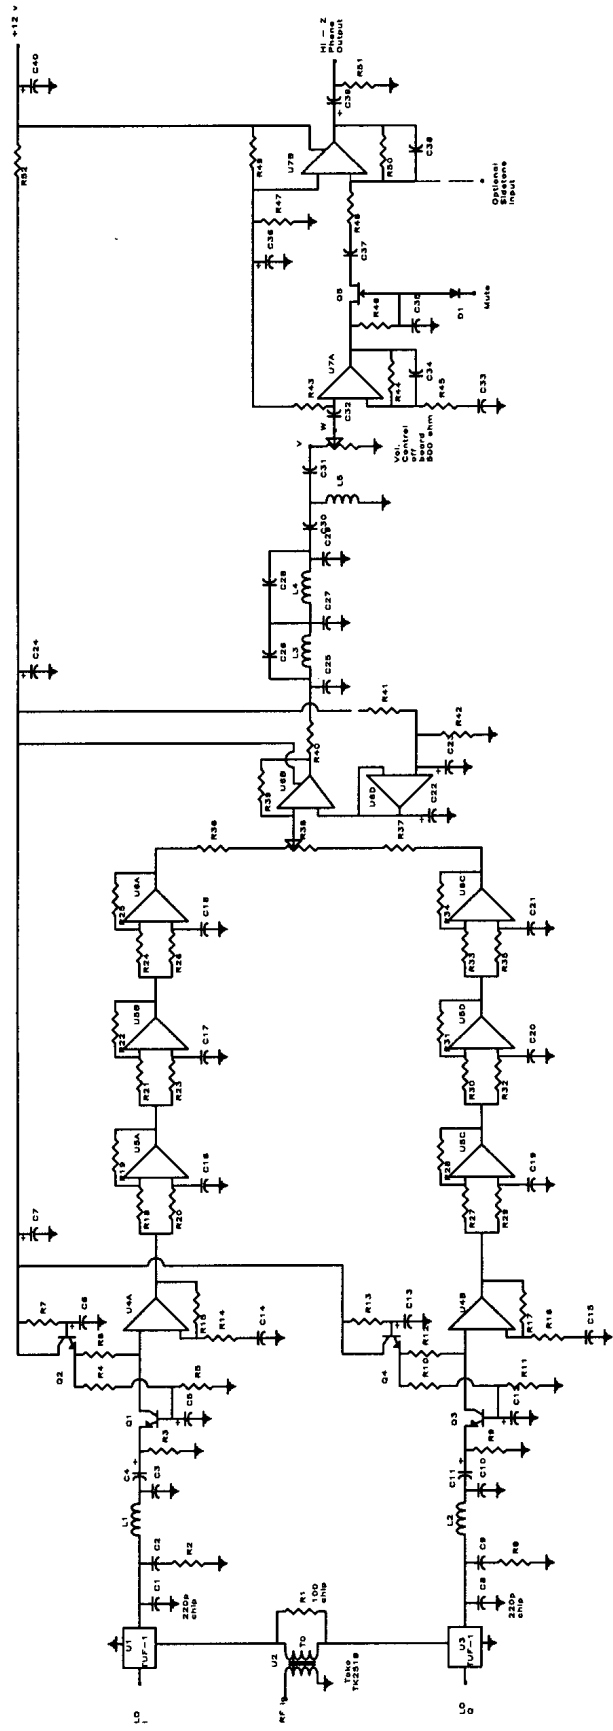 +12 v
C40
R52
C24
C7
HI - Z
Phone
Output
R51
C39
U7B
R50
C38
R48
R47
C36
Optional
Sidetone
Input
C37
Q5
R46
C35
D1
Mute
U7A
R44
C34
R45
C33
R43
C32
W
V
Vol.
Control
off
board
500 ohm
C31
L5
C30
C29
C28
L4
C27
C26
L3
C25
R40
R41
R42
C23
C22
R39
U6B
U6D
R36
R38
R37
R25
U6A
R24
R26
C18
R22
U5B
R21
R23
C17
R19
U5A
R18
R20
C16
R34
U6C
R33
R35
C21
R31
U5D
R30
R32
C20
R28
U5C
R27
R29
C19
R7
C6
Q2
R6
R4
R5
C5
Q1
U4A
R15
R14
C14
R13
C13
Q4
R12
R10
R11
C12
Q3
U4B
R17
R16
C15
C4
R3
C3
L1
C2
R2
C1
220p
chip
C11
R9
C10
L2
C9
R8
C8
220p
chip
U1
TUF-1
LO
I
U2
T0
R1
100
chip
Toko
TK2518
RF in
U3
TUF-1
LO
Q